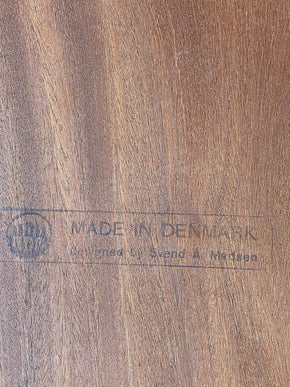 MADE IN DENMARK
designed by Svend A. Madsen